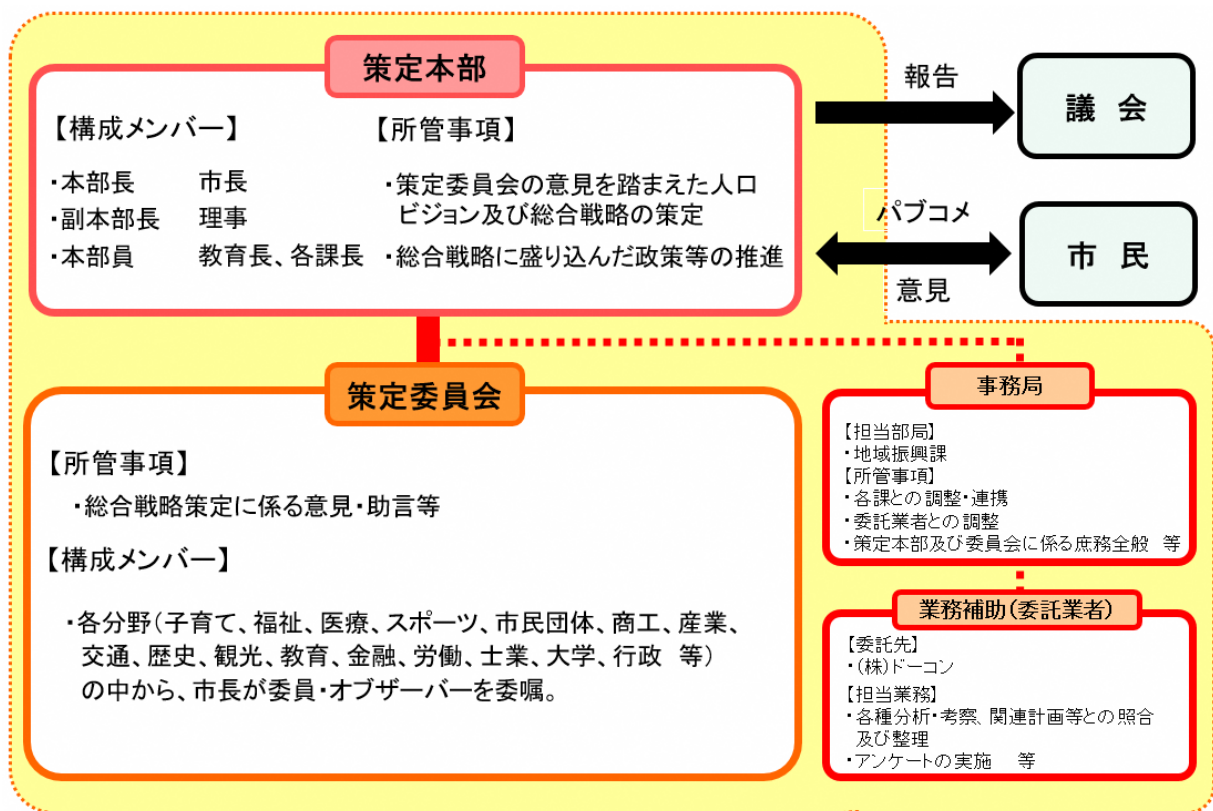 策定本部
【構成メンバー】
・本部長 市長
・副本部長 理事
・本部員 教育長、各課長
【所管事項】
・策定委員会の意見を踏まえた人口
ビジョン及び総合戦略の策定
・総合戦略に盛り込んだ政策等の推進
報告
議 会
パブコメ
意見
市 民
策定委員会
【所管事項】
・総合戦略策定に係る意見・助言等
【構成メンバー】
・各分野(子育て、福祉、医療、スポーツ、市民団体、商工、産業、
交通、歴史、観光、教育、金融、労働、士業、大学、行政 等)
の中から、市長が委員・オブザーバーを委嘱。
事務局
【担当部局】
・地域振興課
【所管事項】
・各課との調整・連携
・委託業者との調整
・策定本部及び委員会に係る庶務全般 等
業務補助(委託業者)
【委託先】
・(株)ドーコン
【担当業務】
・各種分析・考察、関連計画等との照合
及び整理
・アンケートの実施 等